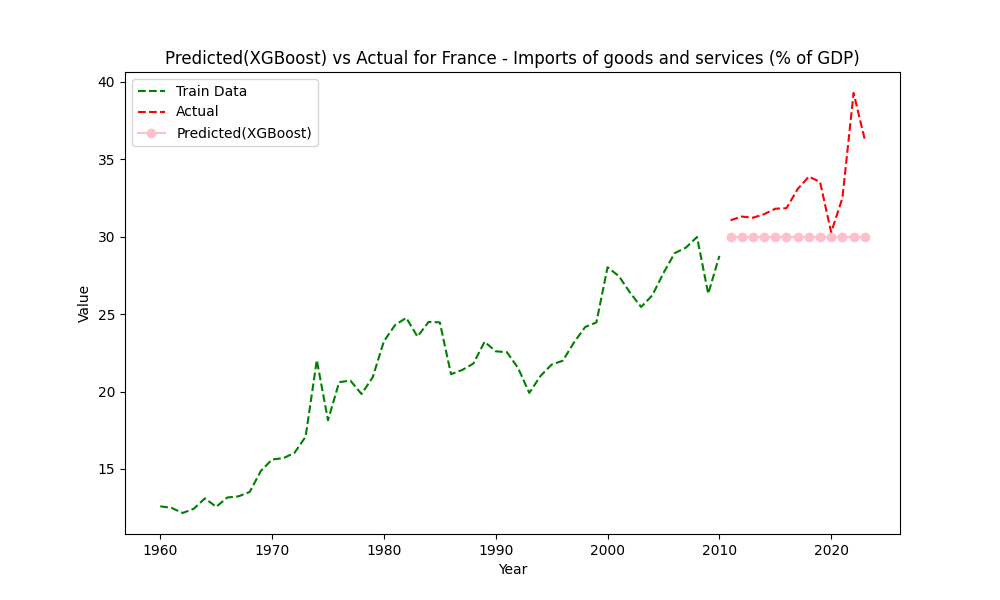 Predicted(XGBoost) vs Actual for France - Imports of goods and services (% of GDP)
Train Data
Actual
Predicted(XGBoost)
Value
40
35
30
25
20
15
1960 1970 1980 1990 2000 2010 2020
Year